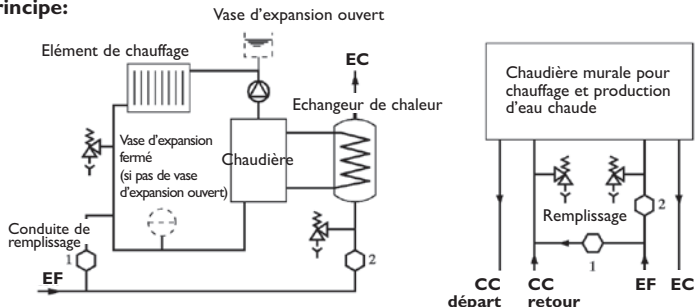 rincipe:
Vase d'expansion ouvert
Elément de chauffage
EC
Echangeur de chaleur
Vase d'expansion
fermé
(si pas de vase
d'expansion ouvert)
Chaudière
Conduite de
remplissage
1
2
EF
Chaudière murale pour
chauffage et production
d'eau chaude
Remplissage
2
1
CC
départ
CC
retour
EF
EC